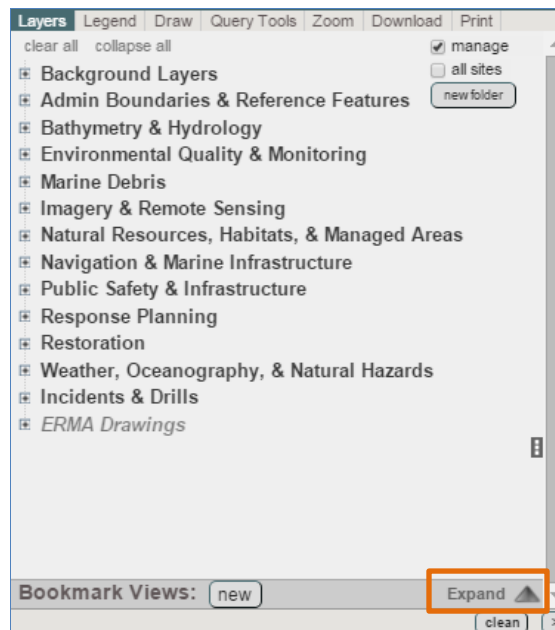 Layers Legend Draw Query Tools Zoom Download Print
clear all collapse all manage
all sites
new folder
Background Layers
Admin Boundaries & Reference Features
Bathymetry & Hydrology
Environmental Quality & Monitoring
Marine Debris
Imagery & Remote Sensing
Natural Resources, Habitats, & Managed Areas
Navigation & Marine Infrastructure
Public Safety & Infrastructure
Response Planning
Restoration
Weather, Oceanography, & Natural Hazards
Incidents & Drills
ERMA Drawings
Bookmark Views: new Expand
clean